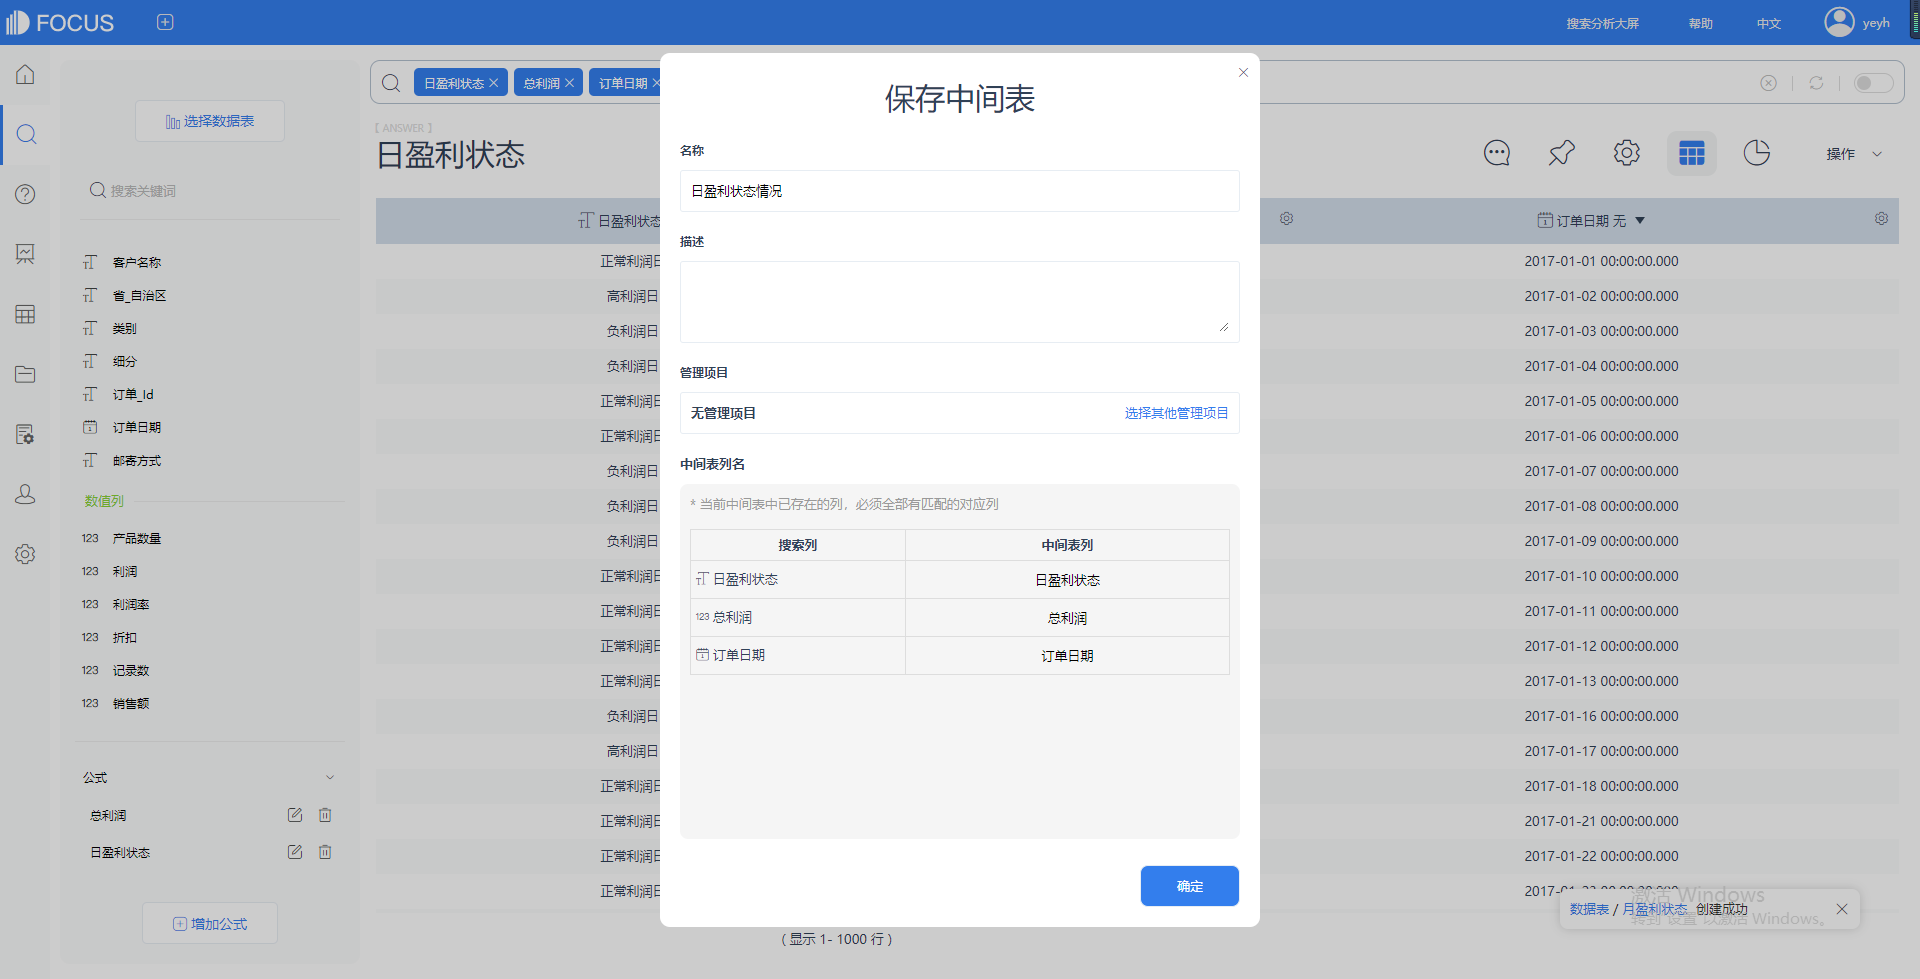 FOCUS
搜索分析大屏
帮助
中文
yeyh
选择数据表
搜索关键词
客户名称
省_自治区
类别
细分
订单_Id
订单日期
邮寄方式
数值列
123 产品数量
123 利润
123 利润率
123 折扣
123 记录数
123 销售额
公式
总利润
日盈利状态
增加公式
日盈利状态
总利润
订单日期
[ ANSWER ]
日盈利状态
操作
日盈利状态
订单日期 无
正常利润日
2017-01-01 00:00:00.000
高利润日
2017-01-02 00:00:00.000
负利润日
2017-01-03 00:00:00.000
负利润日
2017-01-04 00:00:00.000
正常利润日
2017-01-05 00:00:00.000
正常利润日
2017-01-06 00:00:00.000
负利润日
2017-01-07 00:00:00.000
负利润日
2017-01-08 00:00:00.000
负利润日
2017-01-09 00:00:00.000
正常利润日
2017-01-10 00:00:00.000
正常利润日
2017-01-11 00:00:00.000
正常利润日
2017-01-12 00:00:00.000
正常利润日
2017-01-13 00:00:00.000
负利润日
2017-01-16 00:00:00.000
高利润日
2017-01-17 00:00:00.000
正常利润日
2017-01-18 00:00:00.000
正常利润日
2017-01-21 00:00:00.000
正常利润日
2017-01-22 00:00:00.000
正常利润日
( 显示 1- 1000 行 )
保存中间表
名称
日盈利状态情况
描述
管理项目
无管理项目
选择其他管理项目
中间表列名
* 当前中间表中已存在的列，必须全部有匹配的对应列
搜索列
中间表列
日盈利状态
日盈利状态
123 总利润
总利润
订单日期
订单日期
确定
激活 Windows
转到"设置"以激活 Windows。
数据表 / 月盈利状态 创建成功